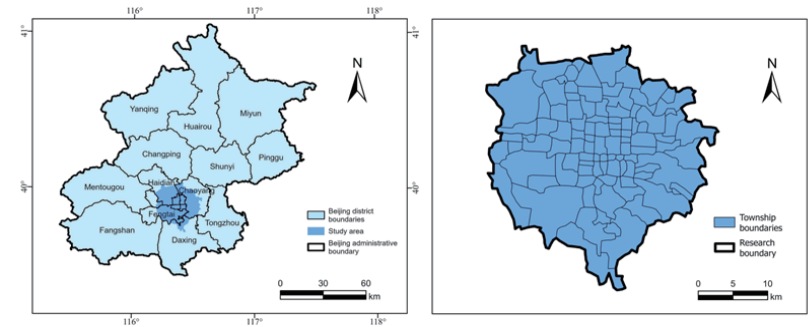 116°
117°
118°
41°
41°
N
N
Yanqing
Miyun
Huairou
Changping
Shunyi
Pinggu
Haidian
Chaoyang
Mentougou
40°
40°
Fengtai
Tongzhou
Fangshan
Daxing
Beijing district
boundaries
Study area
Beijing administrative
boundary
0 30 60
km
116°
117°
118°
Township
boundaries
Research
boundary
0 5 10
km